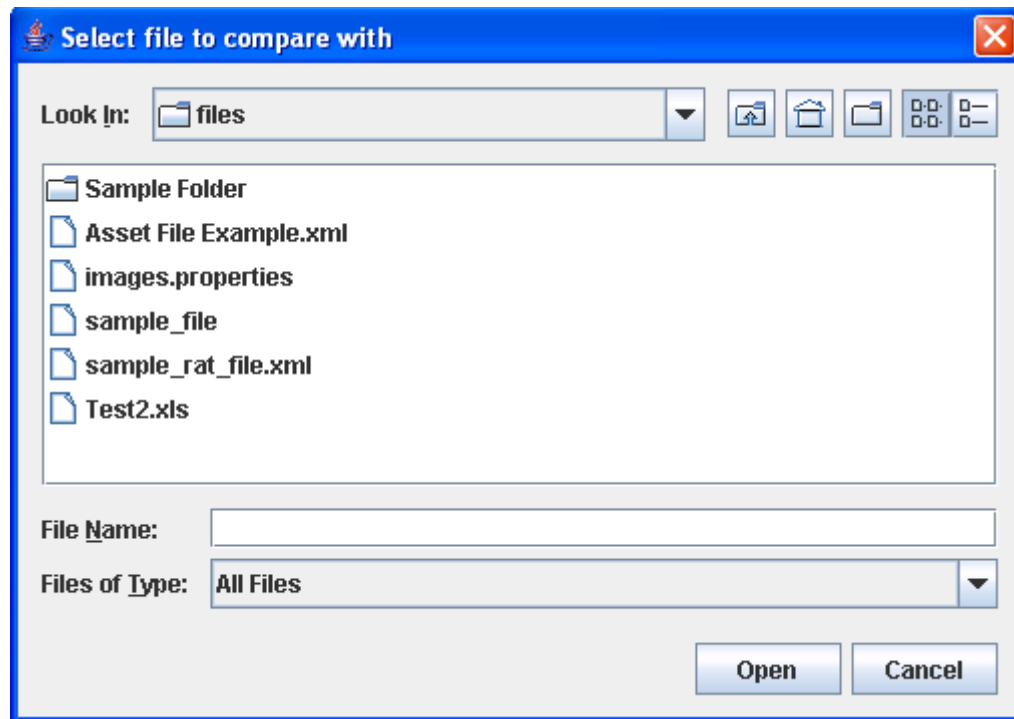 Select file to compare with
Look In: files
Sample Folder
Asset File Example.xml
images.properties
sample_file
sample_rat_file.xml
Test2.xls
File Name:
Files of Type: All Files
Open Cancel